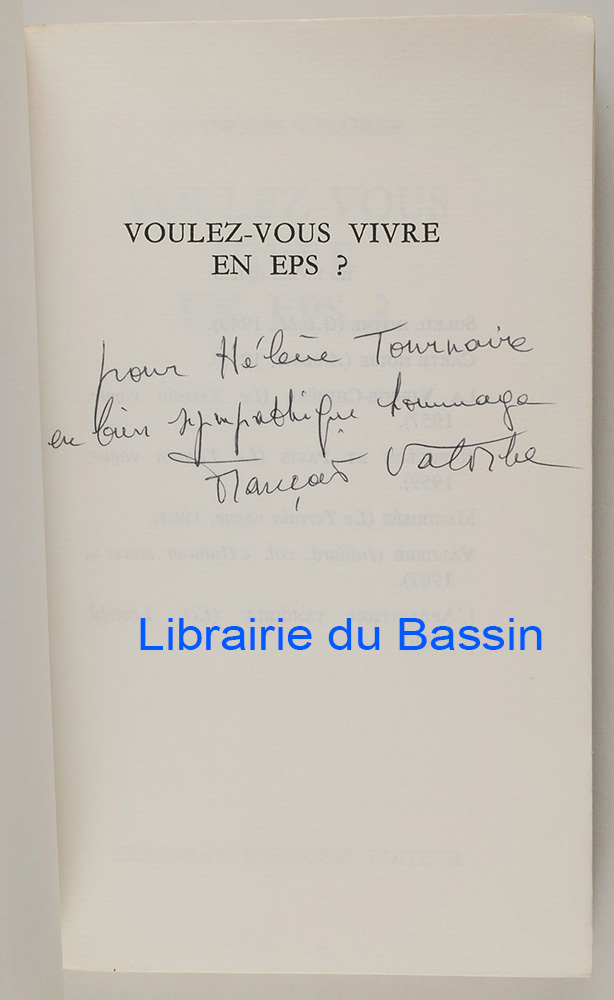 VOULEZ-VOUS VIVRE
EN EPS ?
pour Hélène Tournaire
en bien sympathique hommage
François Valorbe
Librairie du Bassin